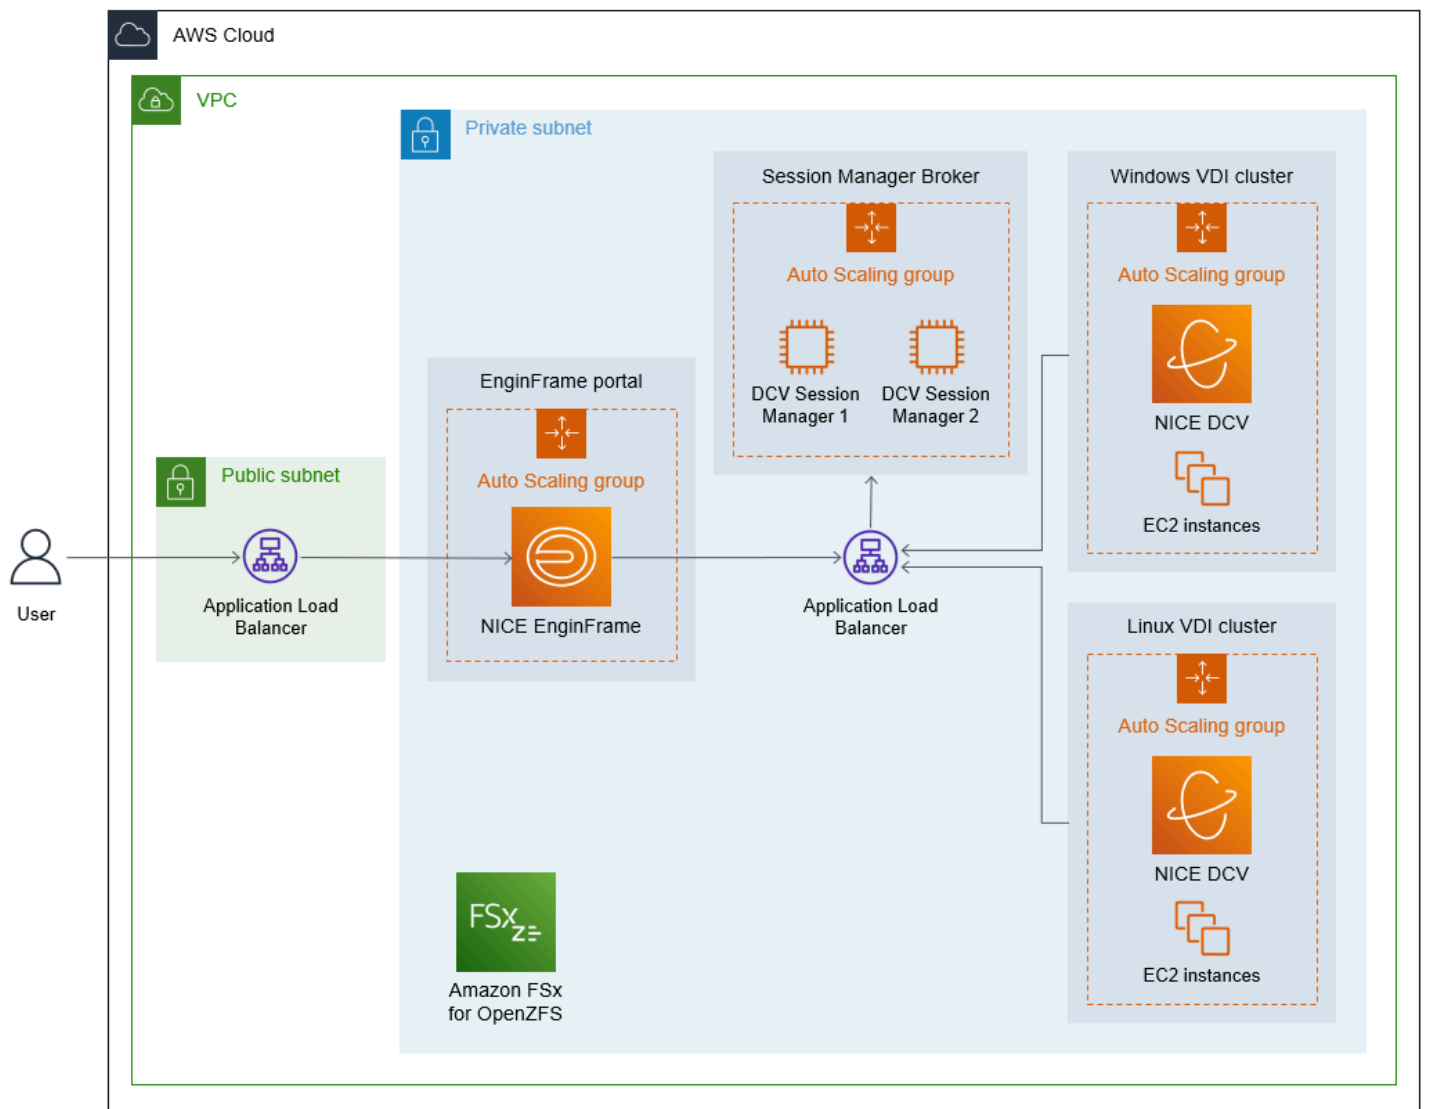 AWS Cloud
VPC
Private subnet
Session Manager Broker
Auto Scaling group
DCV Session
Manager 1
DCV Session
Manager 2
Windows VDI cluster
Auto Scaling group
NICE DCV
EC2 instances
EnginFrame portal
Auto Scaling group
NICE EnginFrame
Public subnet
Application Load
Balancer
User
Application Load
Balancer
Linux VDI cluster
Auto Scaling group
NICE DCV
EC2 instances
FSx
Z
Amazon FSx
for OpenZFS